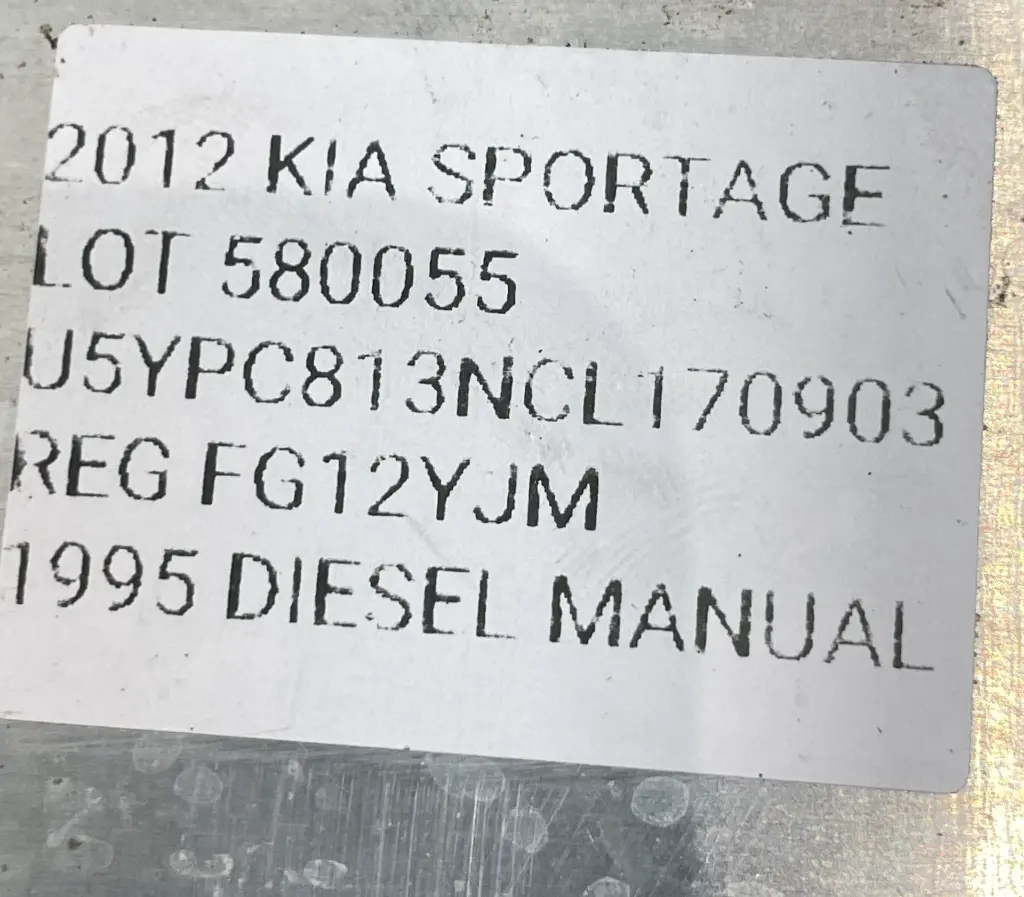 2012 KIA SPORTAGE
LOT 580055
U5YPC813NCL170903
REG FG12YJM
1995 DIESEL MANUAL